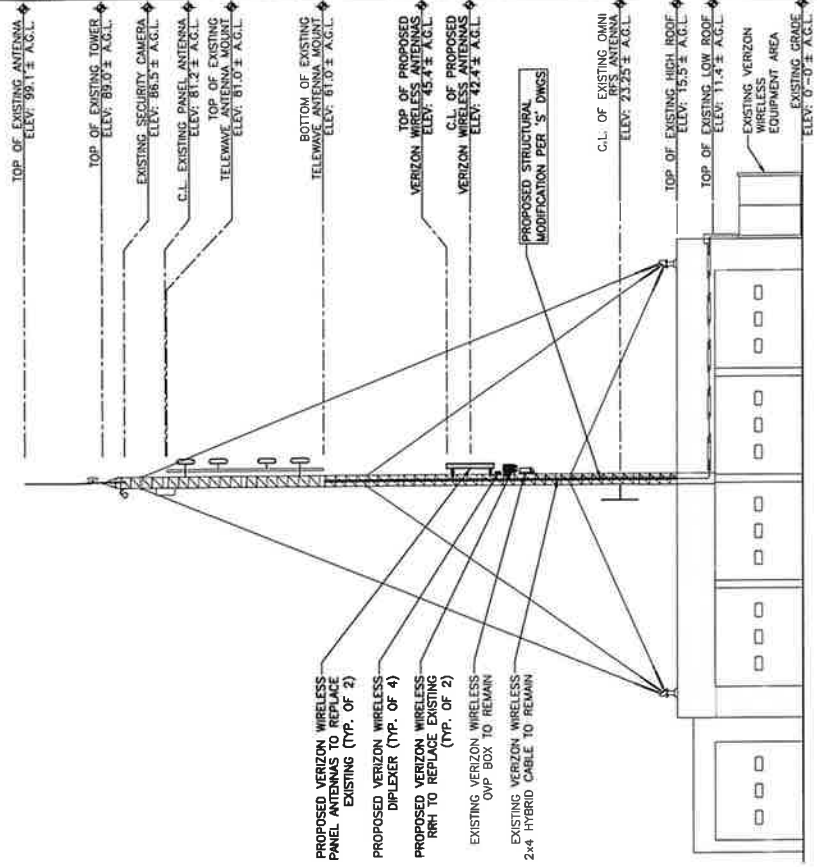 TOP OF EXISTING ANTENNA
ELEV: 99.1'± A.G.L.
TOP OF EXISTING TOWER
ELEV: 89.0'± A.G.L.
EXISTING SECURITY CAMERA
ELEV: 86.5'± A.G.L.
C.L. EXISTING PANEL ANTENNA
ELEV: 81.2'± A.G.L.
TOP OF EXISTING
TELEWAVE ANTENNA MOUNT
ELEV: 81.0'± A.G.L.
BOTTOM OF EXISTING
TELEWAVE ANTENNA MOUNT
ELEV: 61.0'± A.G.L.
TOP OF PROPOSED
VERIZON WIRELESS ANTENNAS
ELEV: 45.4'± A.G.L.
C.L. OF PROPOSED
VERIZON WIRELESS ANTENNAS
ELEV: 42.4'± A.G.L.
PROPOSED STRUCTURAL
MODIFICATION PER 'S' DWGS
C.L. OF EXISTING OMNI
RFS ANTENNA
ELEV: 23.25'± A.G.L.
TOP OF EXISTING HIGH ROOF
ELEV: 15.5'± A.G.L.
TOP OF EXISTING LOW ROOF
ELEV: 11.4'± A.G.L.
EXISTING VERIZON
WIRELESS
EQUIPMENT AREA
EXISTING GRADE
ELEV: 0'-0"± A.G.L.
PROPOSED VERIZON WIRELESS
PANEL ANTENNAS TO REPLACE
EXISTING (TYP. OF 2)
PROPOSED VERIZON WIRELESS
DIPLEXER (TYP. OF 4)
PROPOSED VERIZON WIRELESS
RRH TO REPLACE EXISTING
(TYP. OF 2)
EXISTING VERIZON WIRELESS
OVP BOX TO REMAIN
EXISTING VERIZON WIRELESS
2x4 HYBRID CABLE TO REMAIN